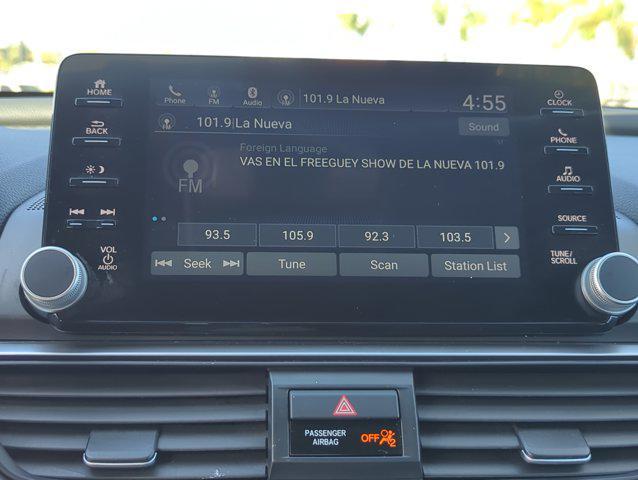 HOME
BACK
VOL
AUDIO
Phone FM Audio 101.9 La Nueva 4:55
101.9 La Nueva Sound
Foreign Language
VAS EN EL FREEGUEY SHOW DE LA NUEVA 101.9
FM
93.5 105.9 92.3 103.5
Seek Tune Scan Station List
CLOCK
PHONE
AUDIO
SOURCE
TUNE/
SCROLL
PASSENGER
AIRBAG
OFF 2